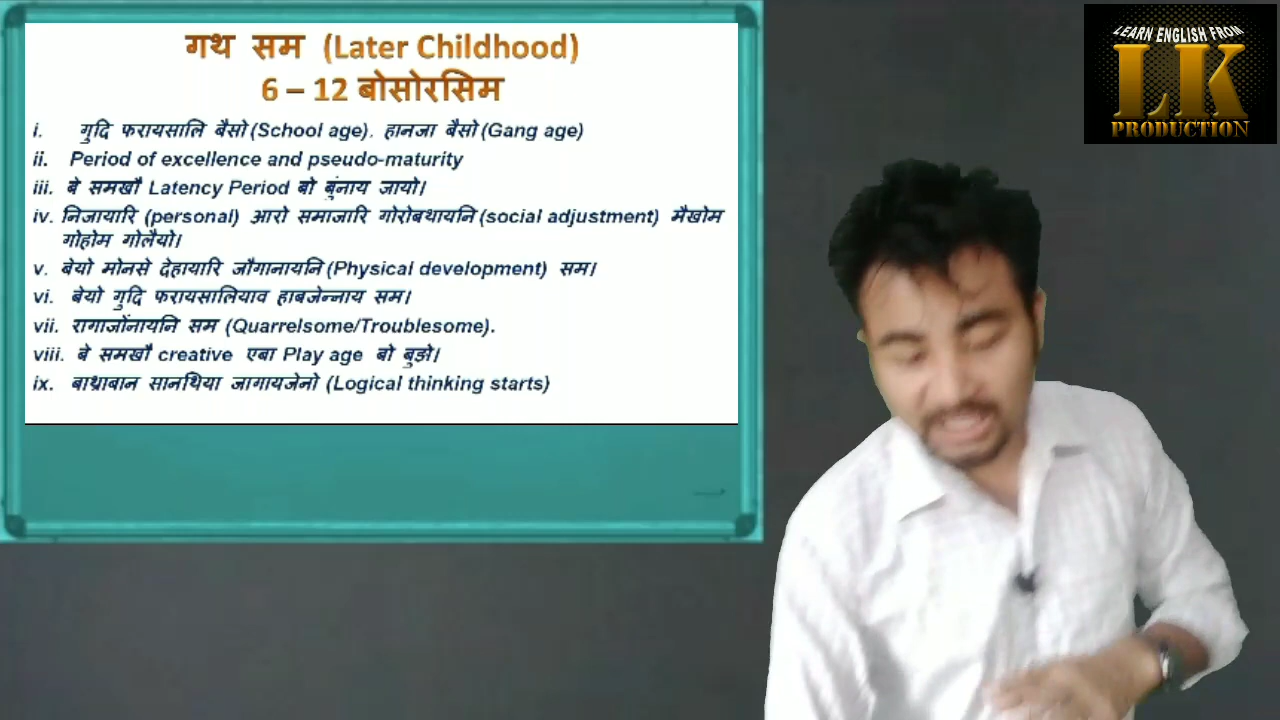 गथ सम (Later Childhood)
6 – 12 बोसोरसिम
i. गुदि फरायसालि बैसो (School age). हानजा बैसो (Gang age)
ii. Period of excellence and pseudo-maturity
iii. बे समखौ Latency Period बो बुंनाय जायो।
iv. निजायारि (personal) आरो समाजारि गोरोबथायनि (social adjustment) मैखोम
गोहोम गोलैयो।
v. बेयो मोनसे देहायारि जौगानायनि (Physical development) सम।
vi. बेयो गुदि फरायसालियाव हाबजेन्नाय सम।
vii. रागाजोंनायनि सम (Quarrelsome/Troublesome).
viii. बे समखौ creative एबा Play age बो बुङो।
ix. बाथ्राबान सानथिया जागायजेनो (Logical thinking starts)
LEARN ENGLISH FROM
LK
PRODUCTION